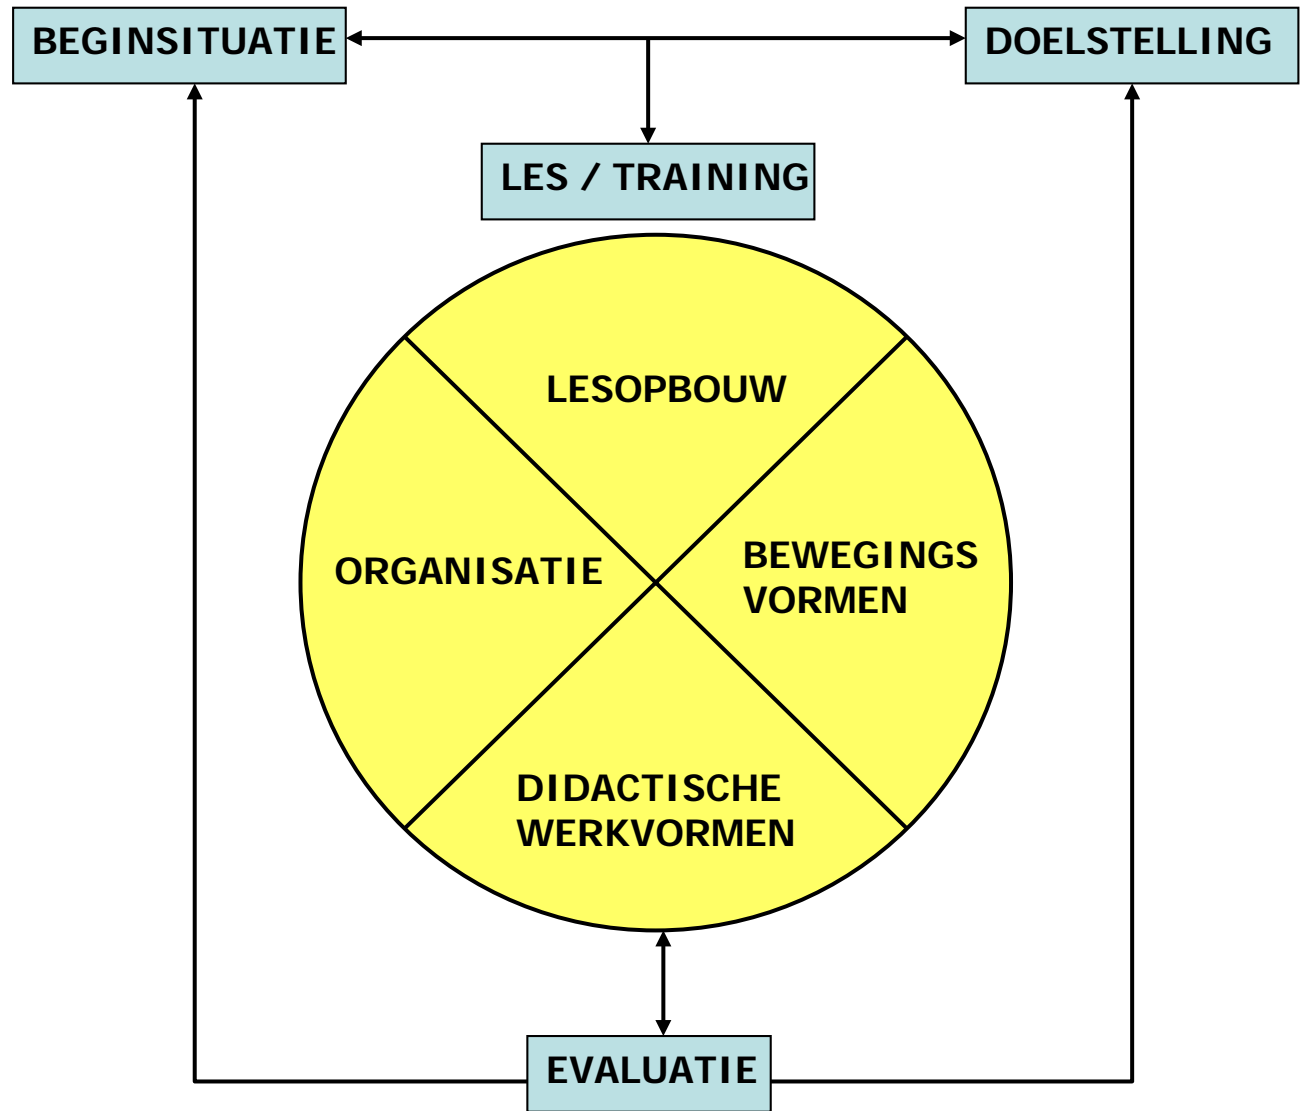 BEGINSITUATIE
DOELSTELLING
LES / TRAINING
LESOPBOUW
ORGANISATIE
BEWEGINGS
VORMEN
DIDACTISCHE
WERKVORMEN
EVALUATIE